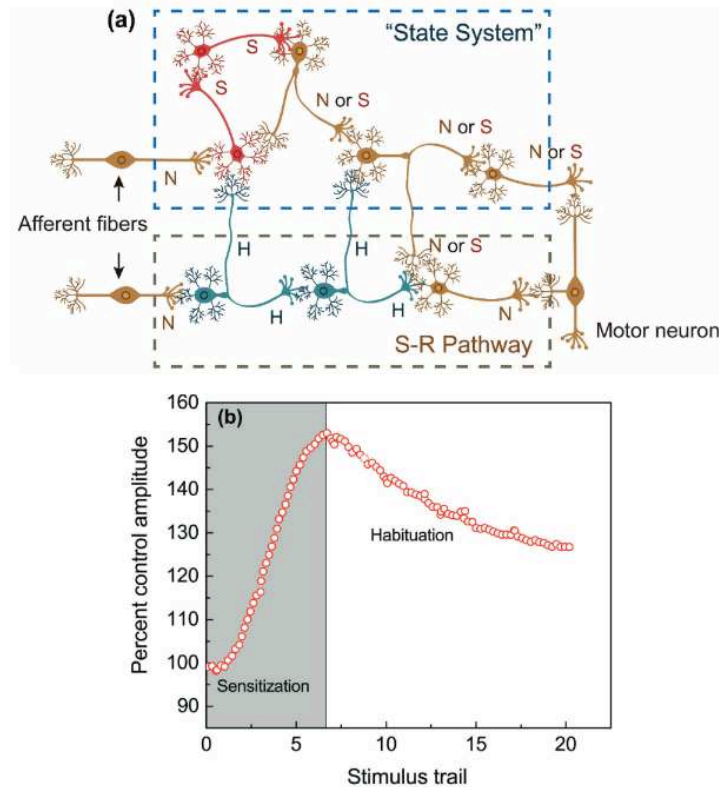 (a)
"State System"
S
S
N or S
N or S
N or S
N
Afferent fibers
H
H
N or S
N
H
H
N
S-R Pathway
Motor neuron
(b)
160
150
140
130
120
110
100
90
Percent control amplitude
Habituation
Sensitization
0
5
10
15
20
Stimulus trail